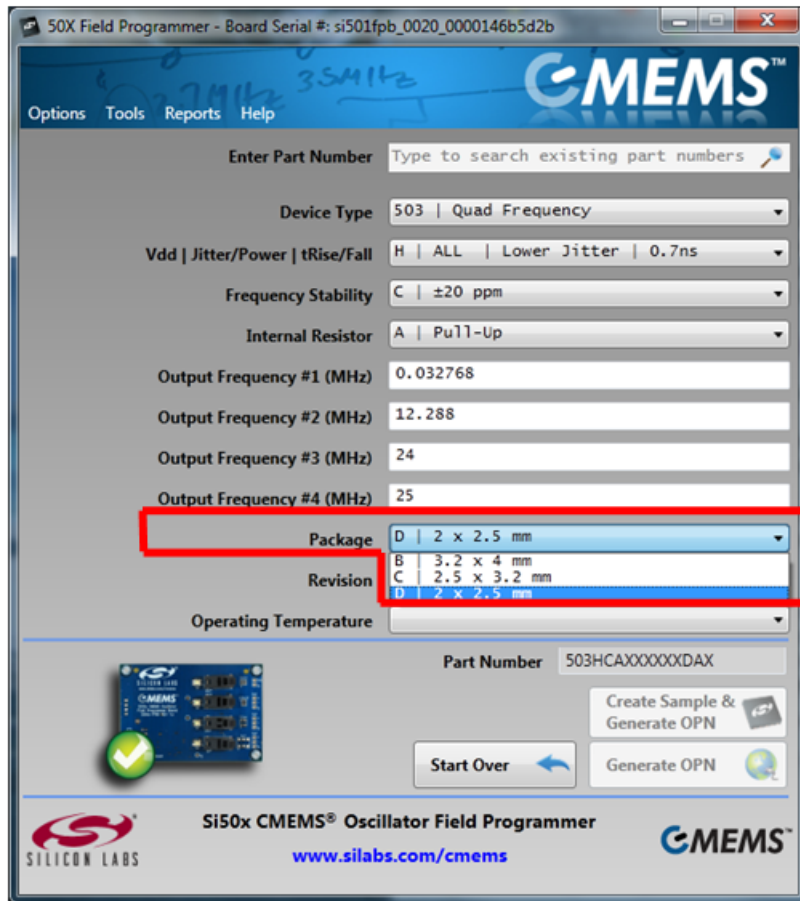 50X Field Programmer - Board Serial #: si501fpb_0020_0000146b5d2b
35MHz
CMEMS™
Options Tools Reports Help
Enter Part Number Type to search existing part numbers
Device Type 503 | Quad Frequency
Vdd | Jitter/Power | tRise/Fall H | ALL | Lower Jitter | 0.7ns
Frequency Stability C | ±20 ppm
Internal Resistor A | Pull-Up
Output Frequency #1 (MHz) 0.032768
Output Frequency #2 (MHz) 12.288
Output Frequency #3 (MHz) 24
Output Frequency #4 (MHz) 25
Package D | 2 x 2.5 mm
B | 3.2 x 4 mm
Revision C | 2.5 x 3.2 mm
D | 2 x 2.5 mm
Operating Temperature
Part Number 503HCAXXXXXXDAX
SILICON LABS
CMEMS
Create Sample &
Generate OPN
Start Over Generate OPN
Si50x CMEMS® Oscillator Field Programmer
SILICON LABS www.silabs.com/cmems CMEMS™